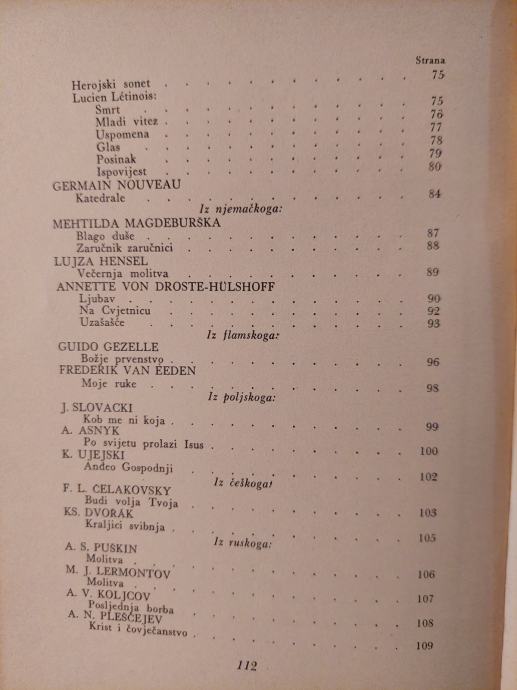 Strana
Herojski sonet . . . . . . . . . . 75
Lucien Létinois:
Smrt . . . . . . . . . 75
Mladi vitez . . . . . . . . . 76
Uspomena . . . . . . . . . 77
Glas . . . . . . . . . 78
Posinak . . . . . . . . . 79
Ispovijest . . . . . . . . . 80
GERMAIN NOUVEAU
Katedrale . . . . . . . . . . 84
Iz njemačkoga:
MEHTILDA MAGDEBURŠKA
Blago duše . . . . . . . . . . 87
Zaručnik zaručnici . . . . . . . . . 88
LUJZA HENSEL
Večernja molitva . . . . . . . . . 89
ANNETTE VON DROSTE-HÜLSHOFF
Ljubav . . . . . . . . . . 90
Na Cvjetnicu . . . . . . . . . . 92
Uzašašće . . . . . . . . . . 93
Iz flamskoga:
GUIDO GEZELLE
Božje prvenstvo . . . . . . . . . 96
FREDERIK VAN EEDEN
Moje ruke . . . . . . . . . . 98
Iz poljskoga:
J. SLOVACKI
Kob me ni koja . . . . . . . . . 99
A. ASNYK
Po svijetu prolazi Isus . . . . . . . . 100
K. UJEJSKI
Anđeo Gospodnji . . . . . . . . . 102
Iz češkoga:
F. L. ČELAKOVSKY
Budi volja Tvoja . . . . . . . . . 103
KS. DVOŘAK
Kraljici svibnja . . . . . . . . . 105
Iz ruskoga:
A. S. PUŠKIN
Molitva . . . . . . . . . . 106
M. J. LERMONTOV
Molitva . . . . . . . . . . 107
A. V. KOLJCOV
Posljednja borba . . . . . . . . . 108
A. N. PLEŠČEJEV
Krist i čovječanstvo . . . . . . . . 109
112